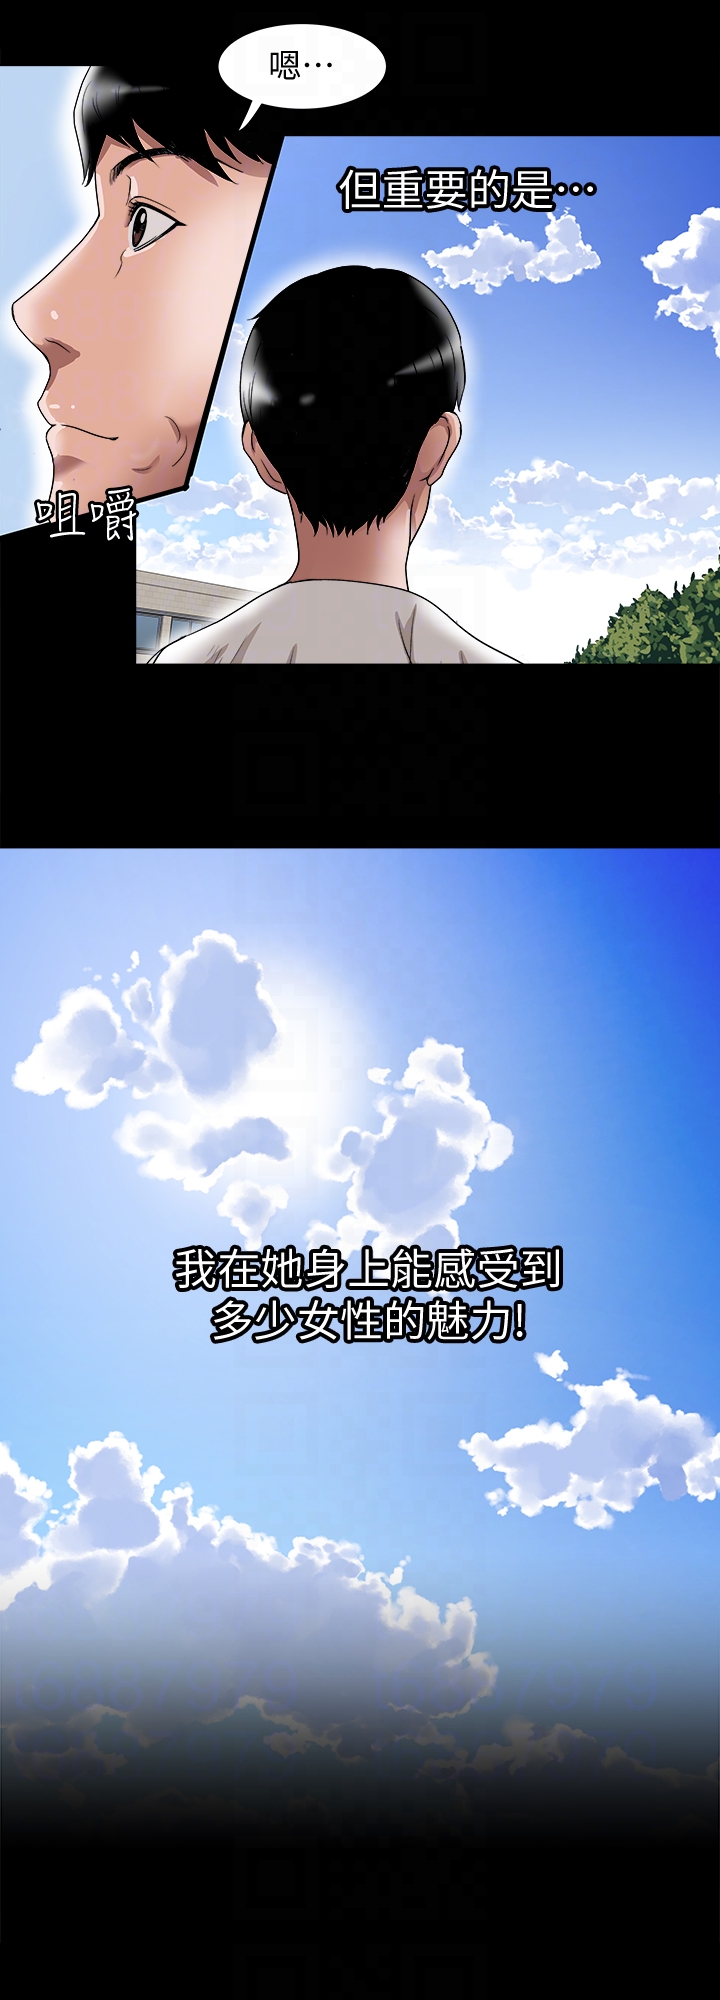 嗯…
但重要的是…
咀嚼
我在她身上能感受到
多少女性的魅力!